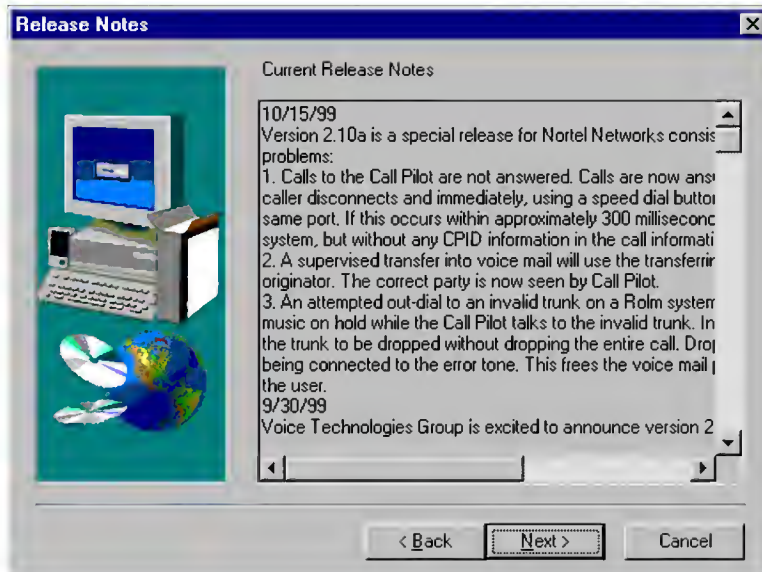 Release Notes
Current Release Notes
10/15/99
Version 2.10a is a special release for Nortel Networks consis
problems:
1. Calls to the Call Pilot are not answered. Calls are now ans
caller disconnects and immediately, using a speed dial button
same port. If this occurs within approximately 300 millisecond
system, but without any CPID information in the call informati
2. A supervised transfer into voice mail will use the transferrin
originator. The correct party is now seen by Call Pilot.
3. An attempted out-dial to an invalid trunk on a Rolm system
music on hold while the Call Pilot talks to the invalid trunk. In
the trunk to be dropped without dropping the entire call. Drop
being connected to the error tone. This frees the voice mail
the user.
9/30/99
Voice Technologies Group is excited to announce version 2
< Back
Next >
Cancel